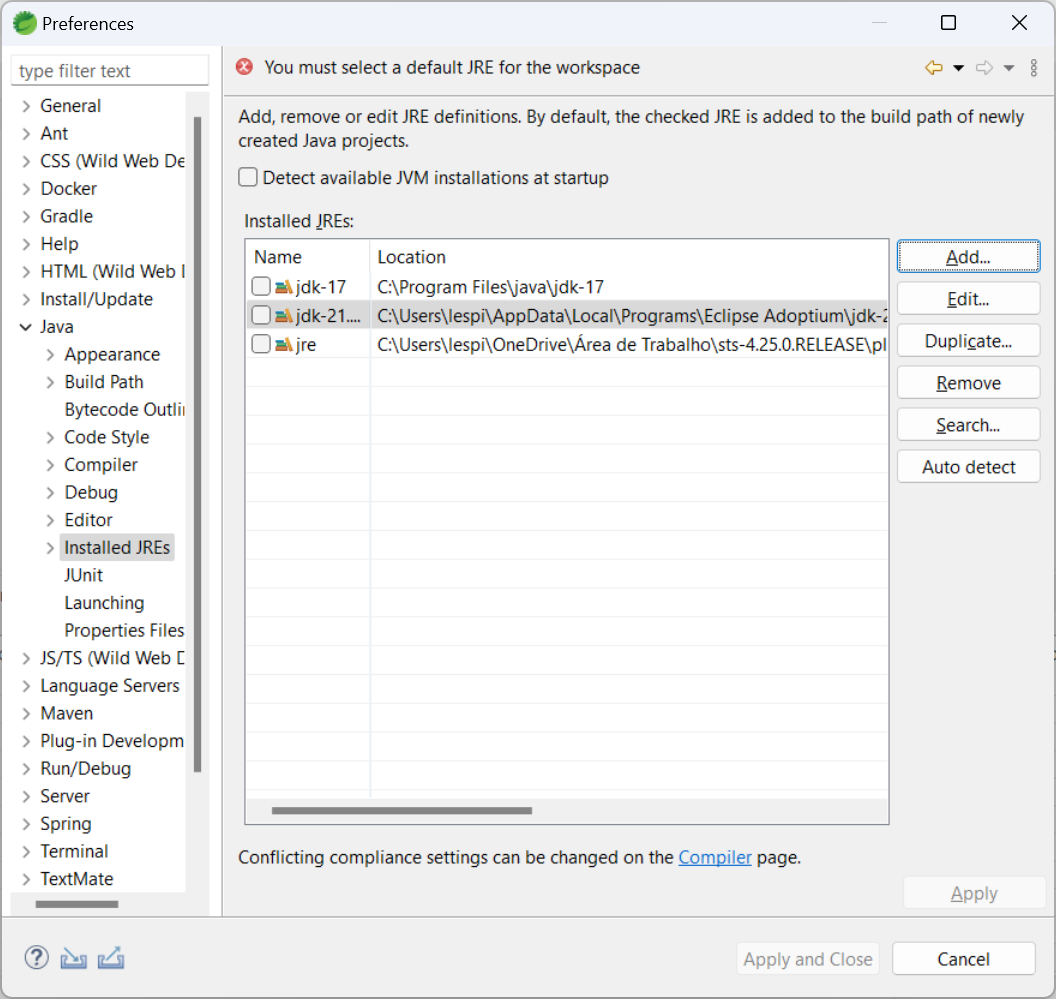 Preferences
type filter text
You must select a default JRE for the workspace
General
Ant
CSS (Wild Web De
Docker
Gradle
Help
HTML (Wild Web I
Install/Update
Java
Appearance
Build Path
Bytecode Outli
Code Style
Compiler
Debug
Editor
Installed JREs
JUnit
Launching
Properties Files
JS/TS (Wild Web D
Language Servers
Maven
Plug-in Developm
Run/Debug
Server
Spring
Terminal
TextMate
Add, remove or edit JRE definitions. By default, the checked JRE is added to the build path of newly
created Java projects.
Detect available JVM installations at startup
Installed JREs:
Name Location
jdk-17 C:\Program Files\java\jdk-17
jdk-21.... C:\Users\lespi\AppData\Local\Programs\Eclipse Adoptium\jdk-2
jre C:\Users\lespi\OneDrive\Área de Trabalho\sts-4.25.0.RELEASE\pl
Add...
Edit...
Duplicate...
Remove
Search...
Auto detect
Conflicting compliance settings can be changed on the Compiler page.
Apply
?
Apply and Close
Cancel